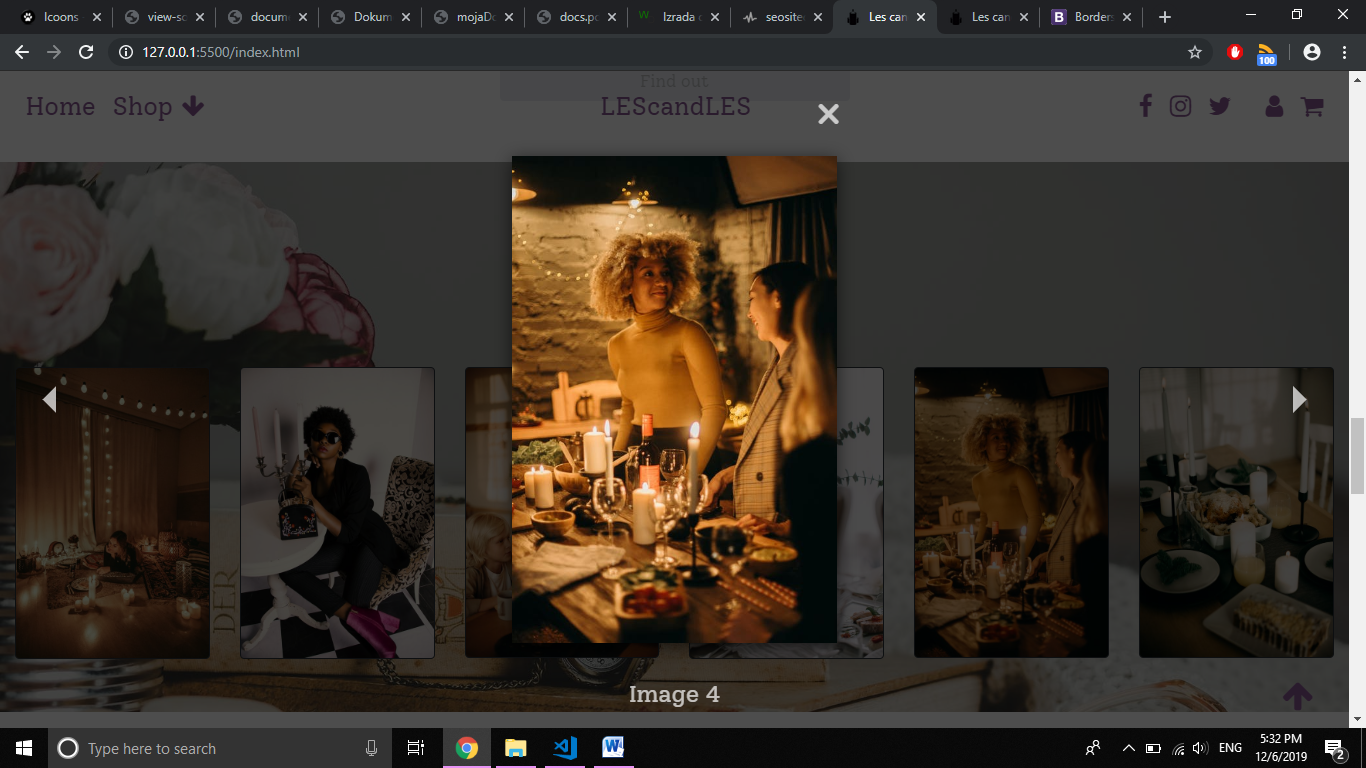 Icoons
view-sc
docum
Dokum
mojaDo
docs.po
Izrada c
seosite
Les can
Les can
Borders
127.0.0.1:5500/index.html
100
Find out
Home Shop
LEScandLES
DER
Image 4
Type here to search
ENG
5:32 PM
12/6/2019
2